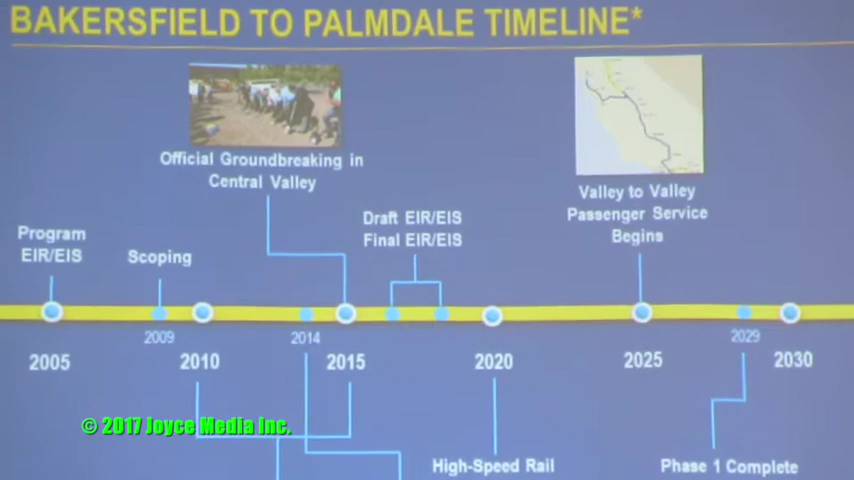 BAKERSFIELD TO PALMDALE TIMELINE*
Official Groundbreaking in
Central Valley
Valley to Valley
Passenger Service
Begins
Draft EIR/EIS
Final EIR/EIS
Program
EIR/EIS
Scoping
2009
2014
2029
2005
2010
2015
2020
2025
2030
© 2017 Joyce Media Inc.
High-Speed Rail
Phase 1 Complete